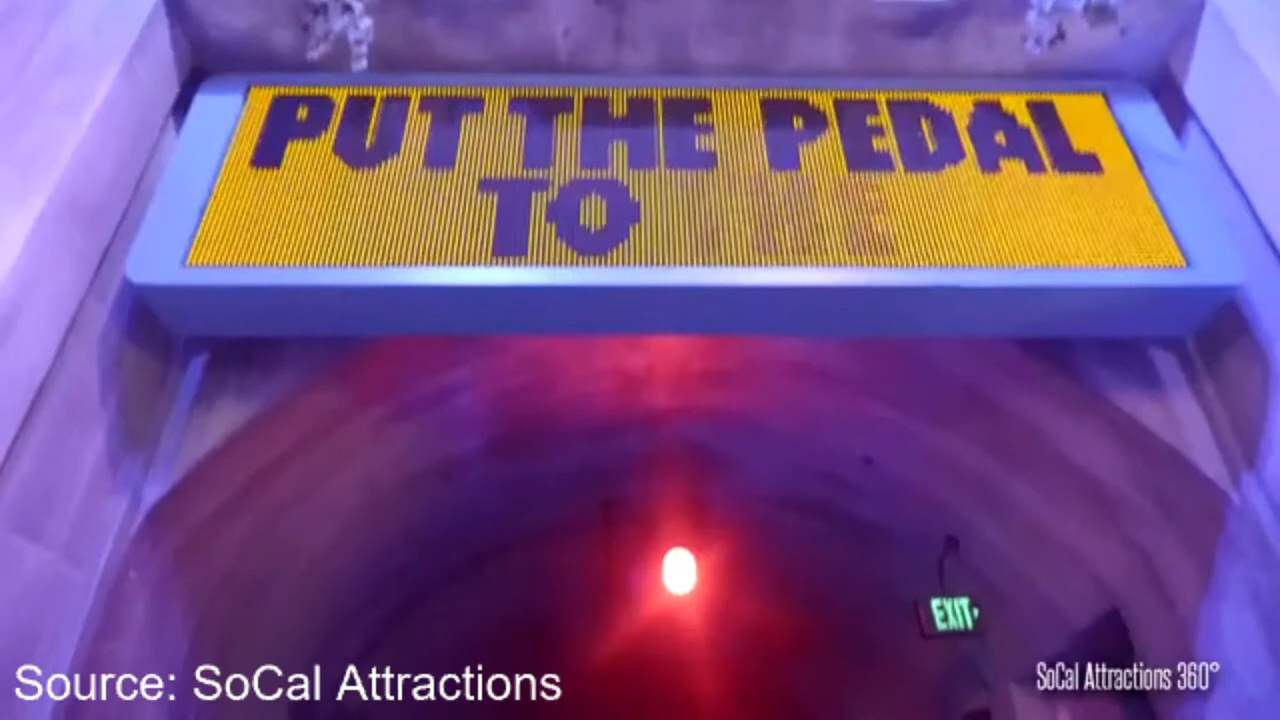 PUT THE PEDAL
TO
EXIT
Source: SoCal Attractions
SoCal Attractions 360°